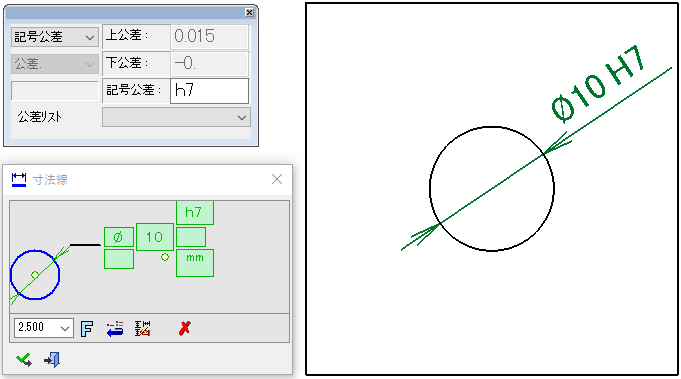 記号公差 上公差： 0.015
公差. 下公差： -0.
記号公差： h7
公差リスト
寸法線
h7
Ø 10
mm
2.500 F
Ø10 H7